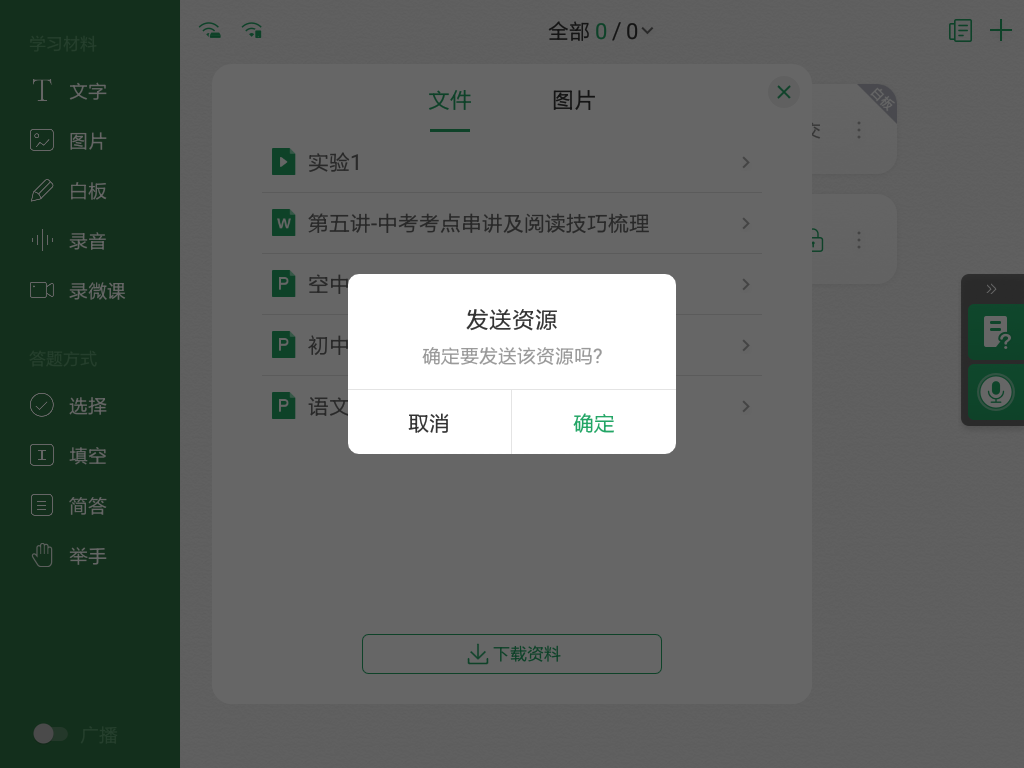 学习材料
文字
图片
白板
录音
录微课
答题方式
选择
填空
简答
举手
广播
全部 0 / 0
文件
图片
实验1
第五讲-中考考点串讲及阅读技巧梳理
空中
初中
语文
发送资源
确定要发送该资源吗?
取消
确定
下载资料
白板